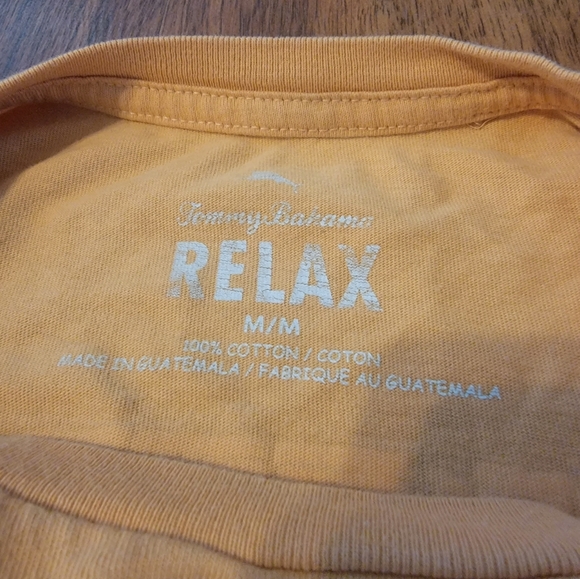 Tommy Bahama
RELAX
M/M
100% COTTON / COTON
MADE IN GUATEMALA / FABRIQUE AU GUATEMALA